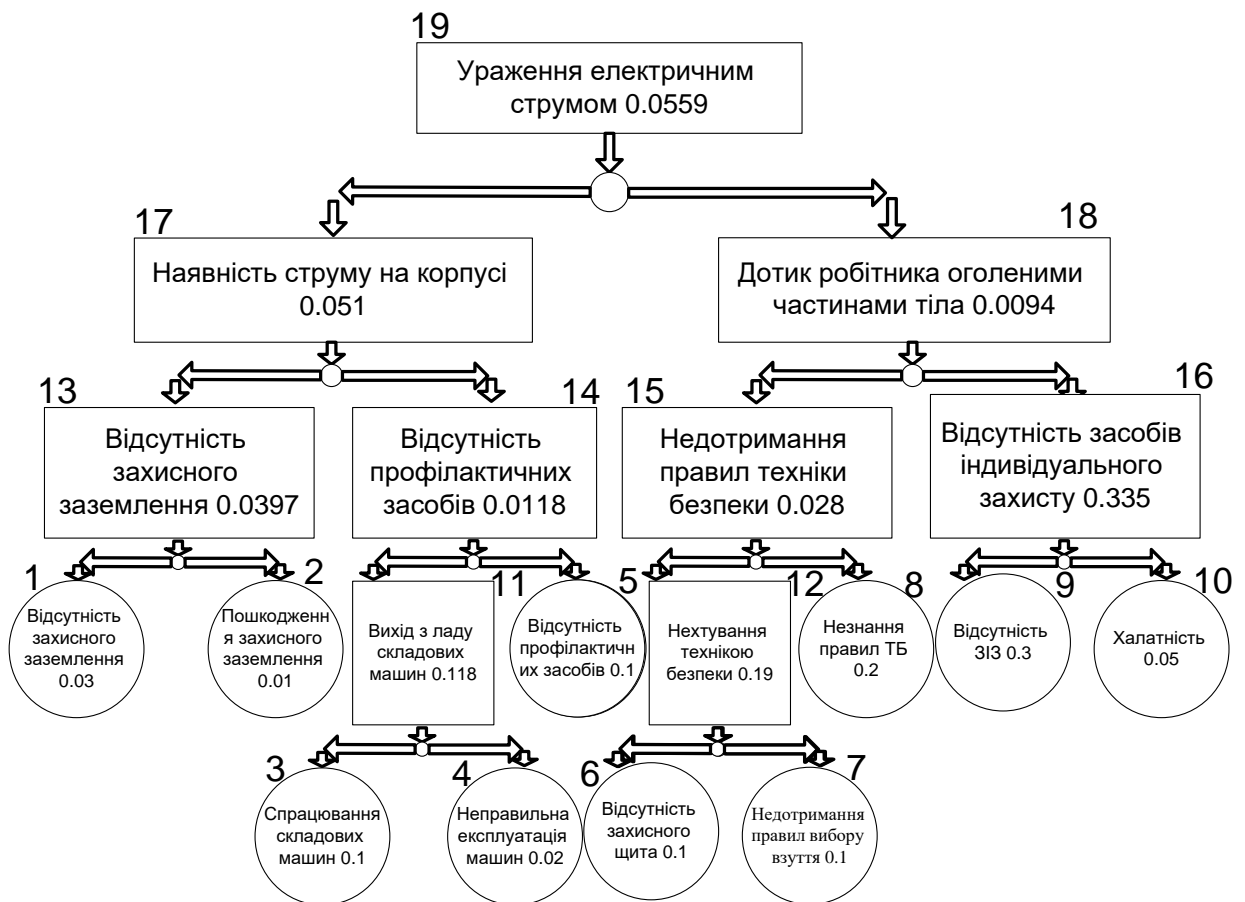 19
Ураження електричним
струмом 0.0559
17
Наявність струму на корпусі
0.051
18
Дотик робітника оголеними
частинами тіла 0.0094
13
Відсутність
захисного
заземлення 0.0397
14
Відсутність
профілактичних
засобів 0.0118
15
Недотримання
правил техніки
безпеки 0.028
16
Відсутність засобів
індивідуального
захисту 0.335
1
Відсутність
захисного
заземлення
0.03
2
Пошкодженн
я захисного
заземлення
0.01
11
Вихід з ладу
складових
машин 0.118
5
Відсутність
профілактич
их засобів 0.1
12
Нехтування
технікою
безпеки 0.19
8
Незнання
правил ТБ
0.2
9
Відсутність
ЗІЗ 0.3
10
Халатність
0.05
3
Спрацювання
складових
машин 0.1
4
Неправильна
експлуатація
машин 0.02
6
Відсутність
захисного
щита 0.1
7
Недотримання
правил вибору
взуття 0.1